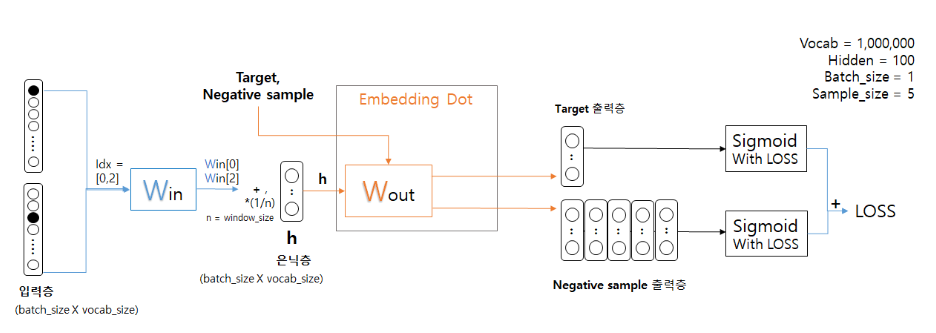 Vocab = 1,000,000
Hidden = 100
Batch_size = 1
Sample_size = 5
Target,
Negative sample
Embedding Dot
Target 출력층
Idx =
[0,2]
Win
Win[0]
Win[2]
+ ,
*(1/n)
n = window_size
h
Wout
Sigmoid
With LOSS
+
LOSS
Sigmoid
With LOSS
h
은닉층
(batch_size X vocab_size)
Negative sample 출력층
입력층
(batch_size X vocab_size)